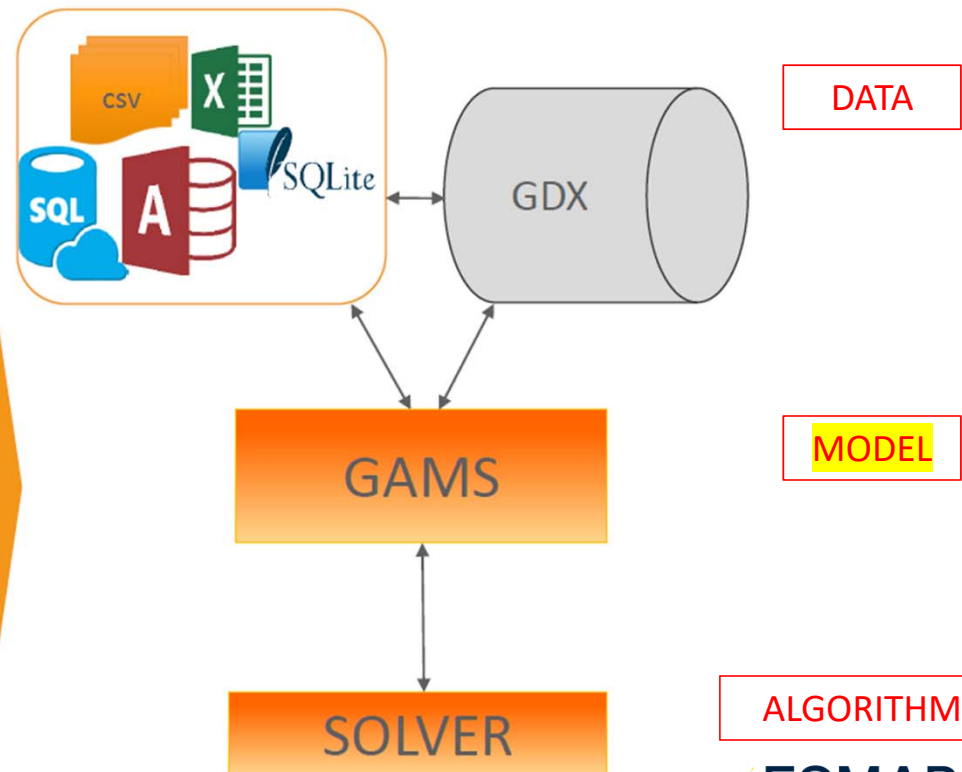 CSV
X
SQLite
SQL
A
GDX
DATA
GAMS
MODEL
SOLVER
ALGORITHM